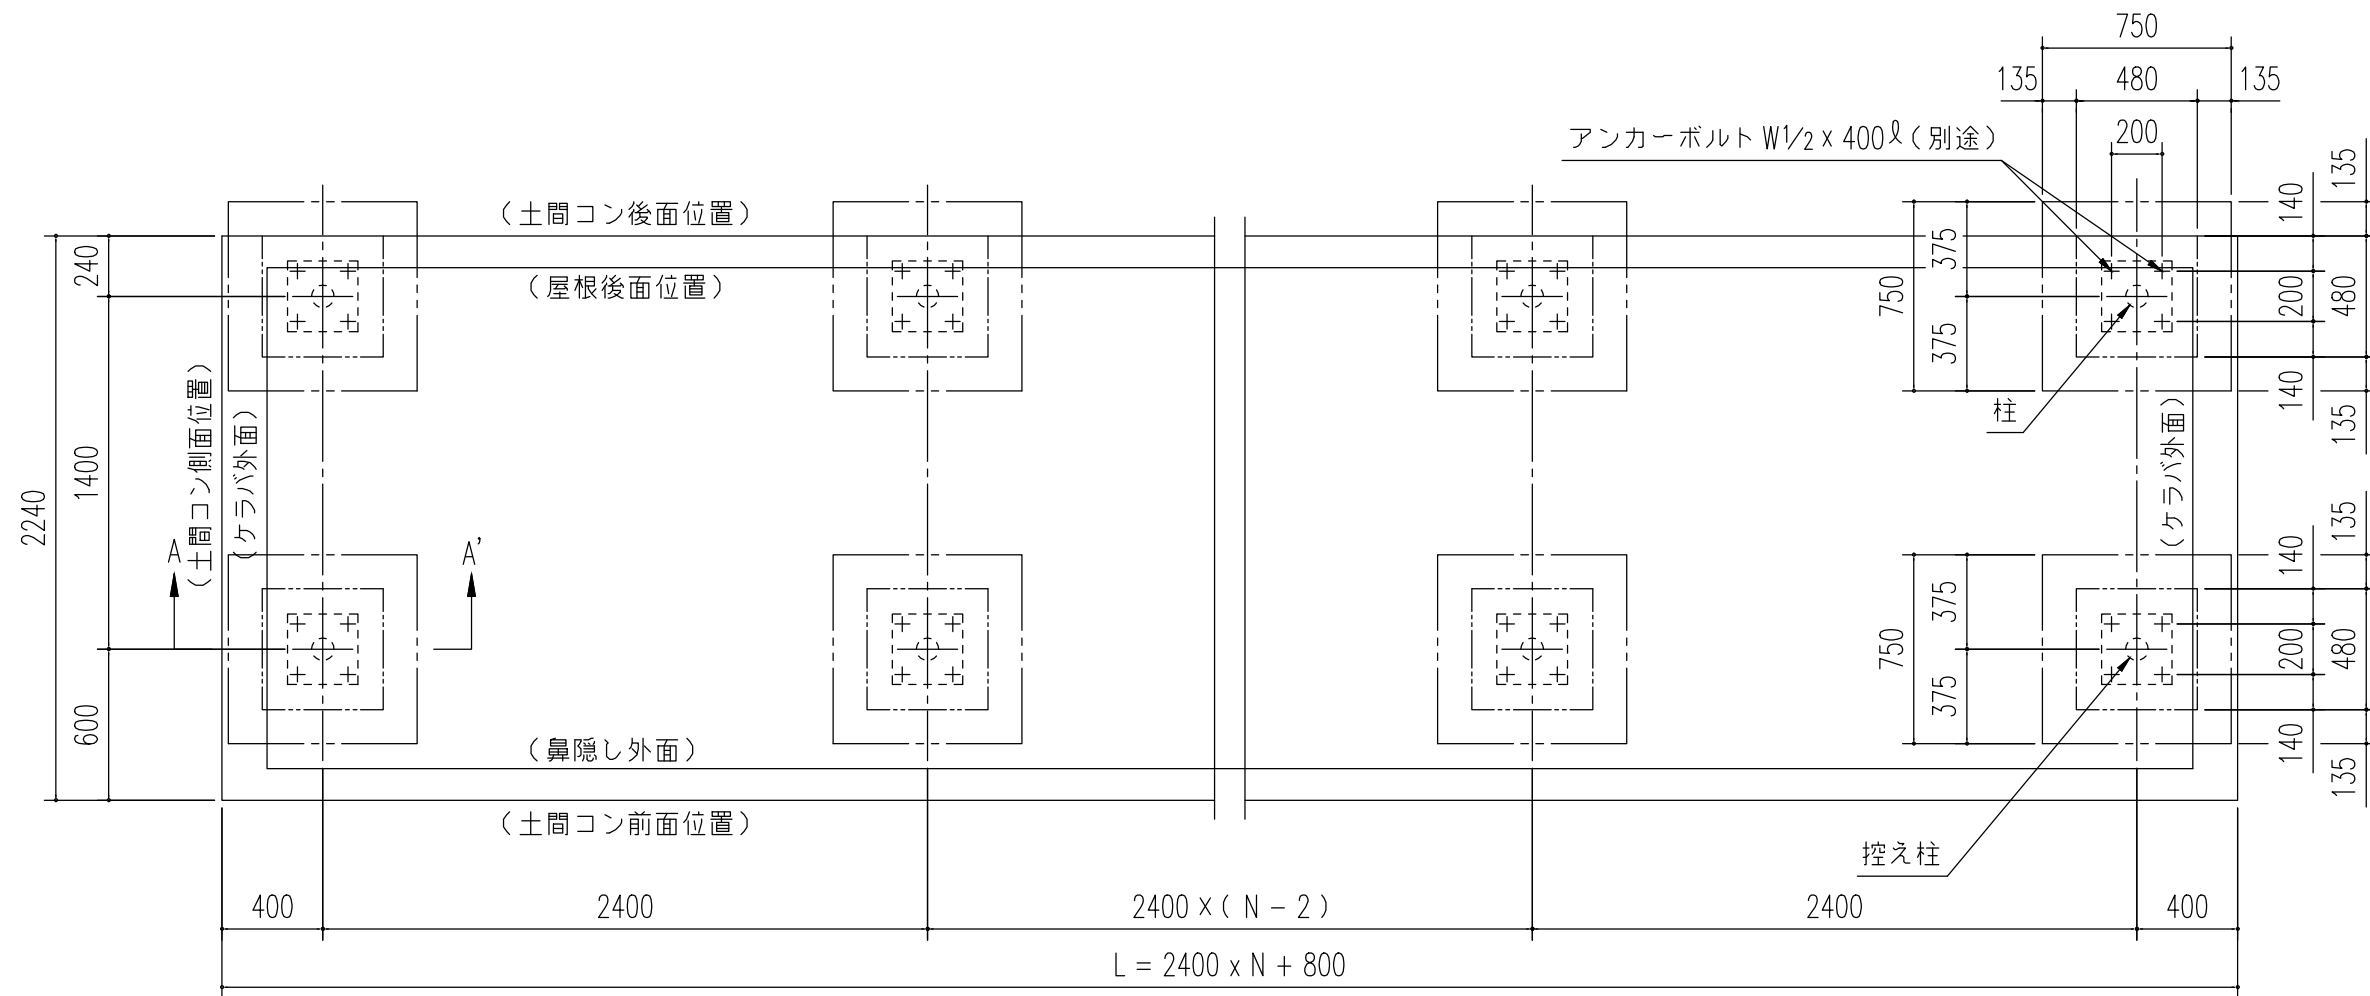 750
135 480 135
アンカーボルト W1/2 x 400ℓ (別途)
200
135
140
(土間コン後面位置)
240
375
(屋根後面位置)
750
200
480
375
140
柱
135
(土間コン側面位置)
(ケラバ外面)
(ケラバ外面)
1400
2240
135
A
A'
140
375
750
200
480
375
600
140
(鼻隠し外面)
135
(土間コン前面位置)
控え柱
400 2400 2400 x ( N - 2 ) 2400 400
L = 2400 x N + 800